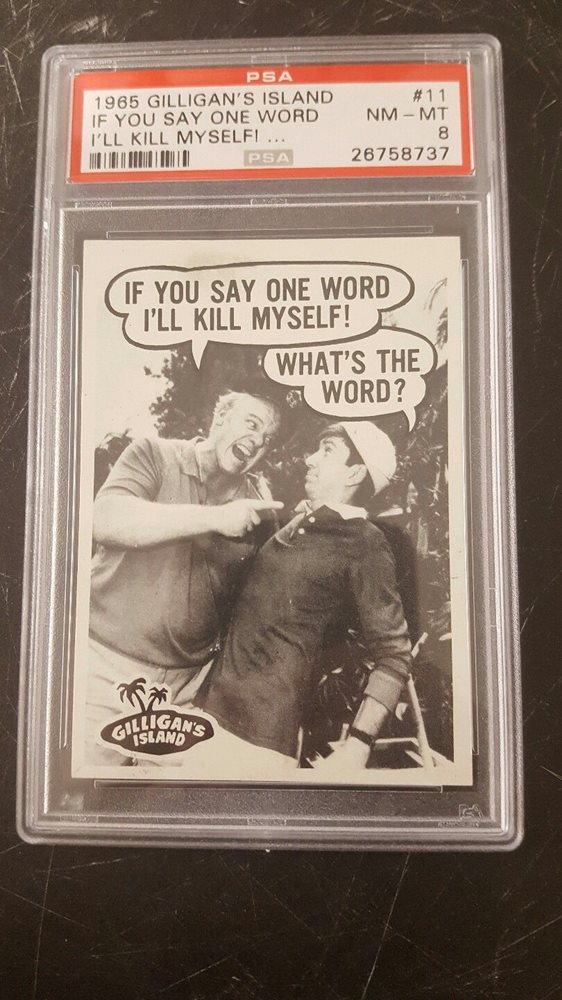 PSA
1965 GILLIGAN'S ISLAND #11
IF YOU SAY ONE WORD NM - MT
I'LL KILL MYSELF! ... 8
PSA 26758737
IF YOU SAY ONE WORD
I'LL KILL MYSELF!
WHAT'S THE
WORD?
GILLIGAN'S
ISLAND